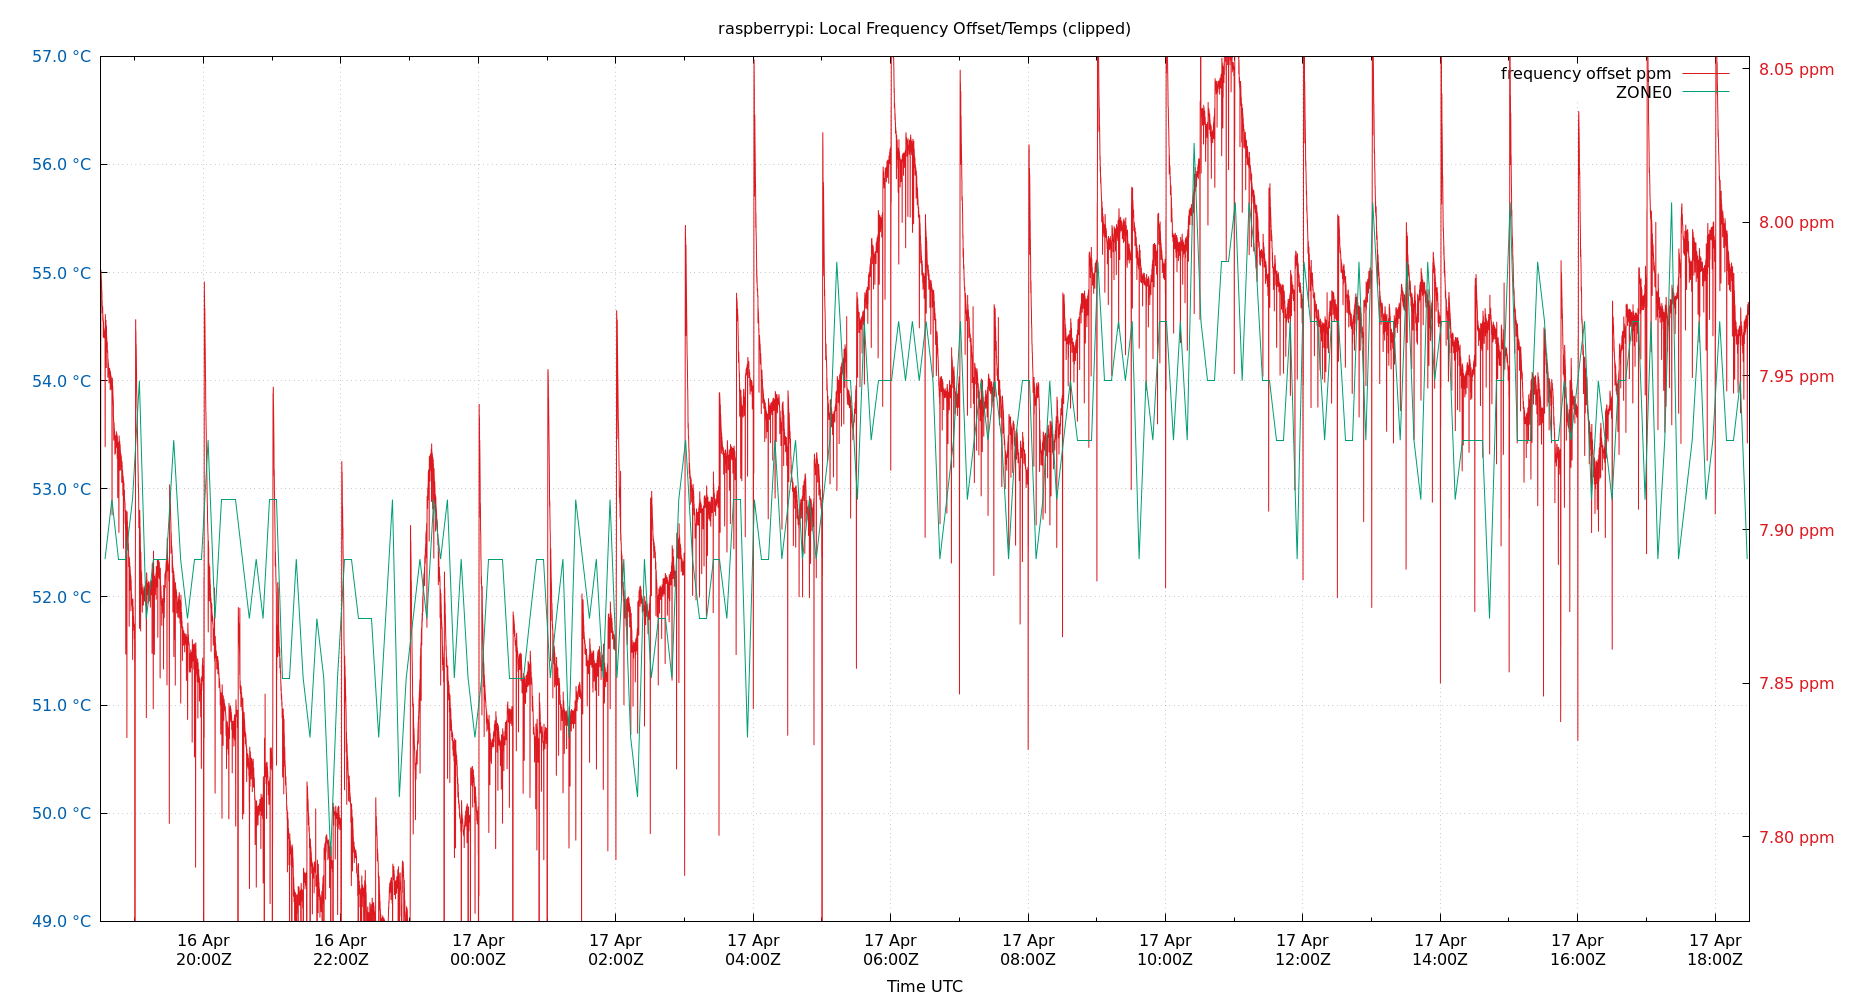 raspberrypi: Local Frequency Offset/Temps (clipped)
57.0 °C
56.0 °C
55.0 °C
54.0 °C
53.0 °C
52.0 °C
51.0 °C
50.0 °C
49.0 °C
frequency offset ppm
ZONE0
8.05 ppm
8.00 ppm
7.95 ppm
7.90 ppm
7.85 ppm
7.80 ppm
16 Apr 16 Apr 17 Apr 17 Apr 17 Apr 17 Apr 17 Apr 17 Apr 17 Apr 17 Apr 17 Apr 17 Apr
20:00Z 22:00Z 00:00Z 02:00Z 04:00Z 06:00Z 08:00Z 10:00Z 12:00Z 14:00Z 16:00Z 18:00Z
Time UTC